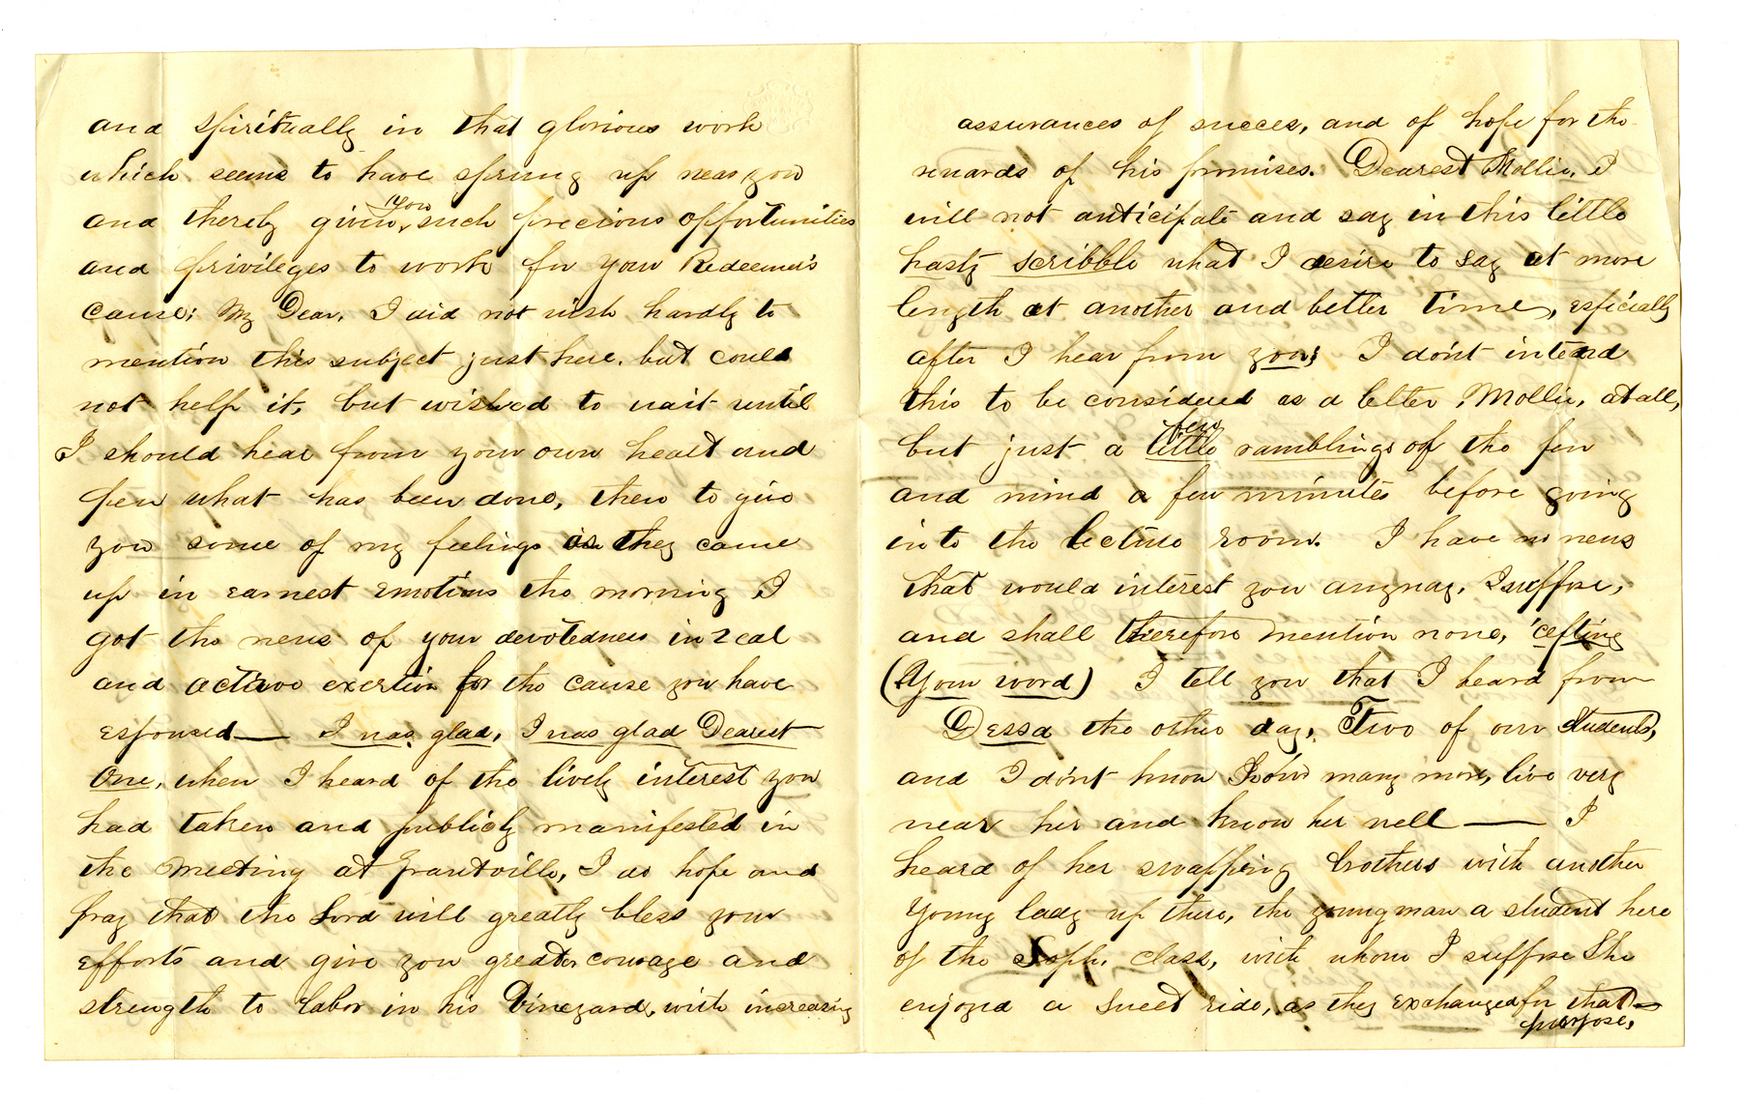 and spiritually in that glorious work
which seems to have sprung up near you
and thereby given you such precious opportunities
and privileges to work for your Redeemer's
cause; My Dear, I did not wish hardly to
mention this subject just here, but could
not help it, but wished to wait until
I should hear from your own heart and
pen what has been done, then to give
you some of my feelings as they came
up in earnest emotions the morning I
got the news of your devotedness in zeal
and active exertion for the cause you have
espoused— I was glad, I was glad Dearest
One, when I heard of the lively interest you
had taken and publicly manifested in
the meeting at Grantville, I do hope and
pray that the Lord will greatly bless your
efforts and give you greater courage and
strength to labor in his Vineyard, with increasing
assurances of succes, and of hope for the
rewards of his promises. Dearest Mollie, I
will not anticipate and say in this little
hasty scribble what I desire to say at more
length at another and better time, especially
after I hear from you; I don't intend
this to be considered as a letter, Mollie, at all,
but just a few little ramblings of the pen
and mind a few minutes before going
into the lecture room. I have no news
that would interest you anyway, I suppose,
and shall therefore mention none, 'cepting
(Your word) I tell you that I heard from
Dessa the other day, Two of our students,
and I don't know how many more, live very
near her and know her well — I
heard of her swapping brothers with another
Young lady up there, the young man a student here
of the Soph. class, with whom I suppose she
enjoyed a sweet ride, as they exchanged for that
purpose,